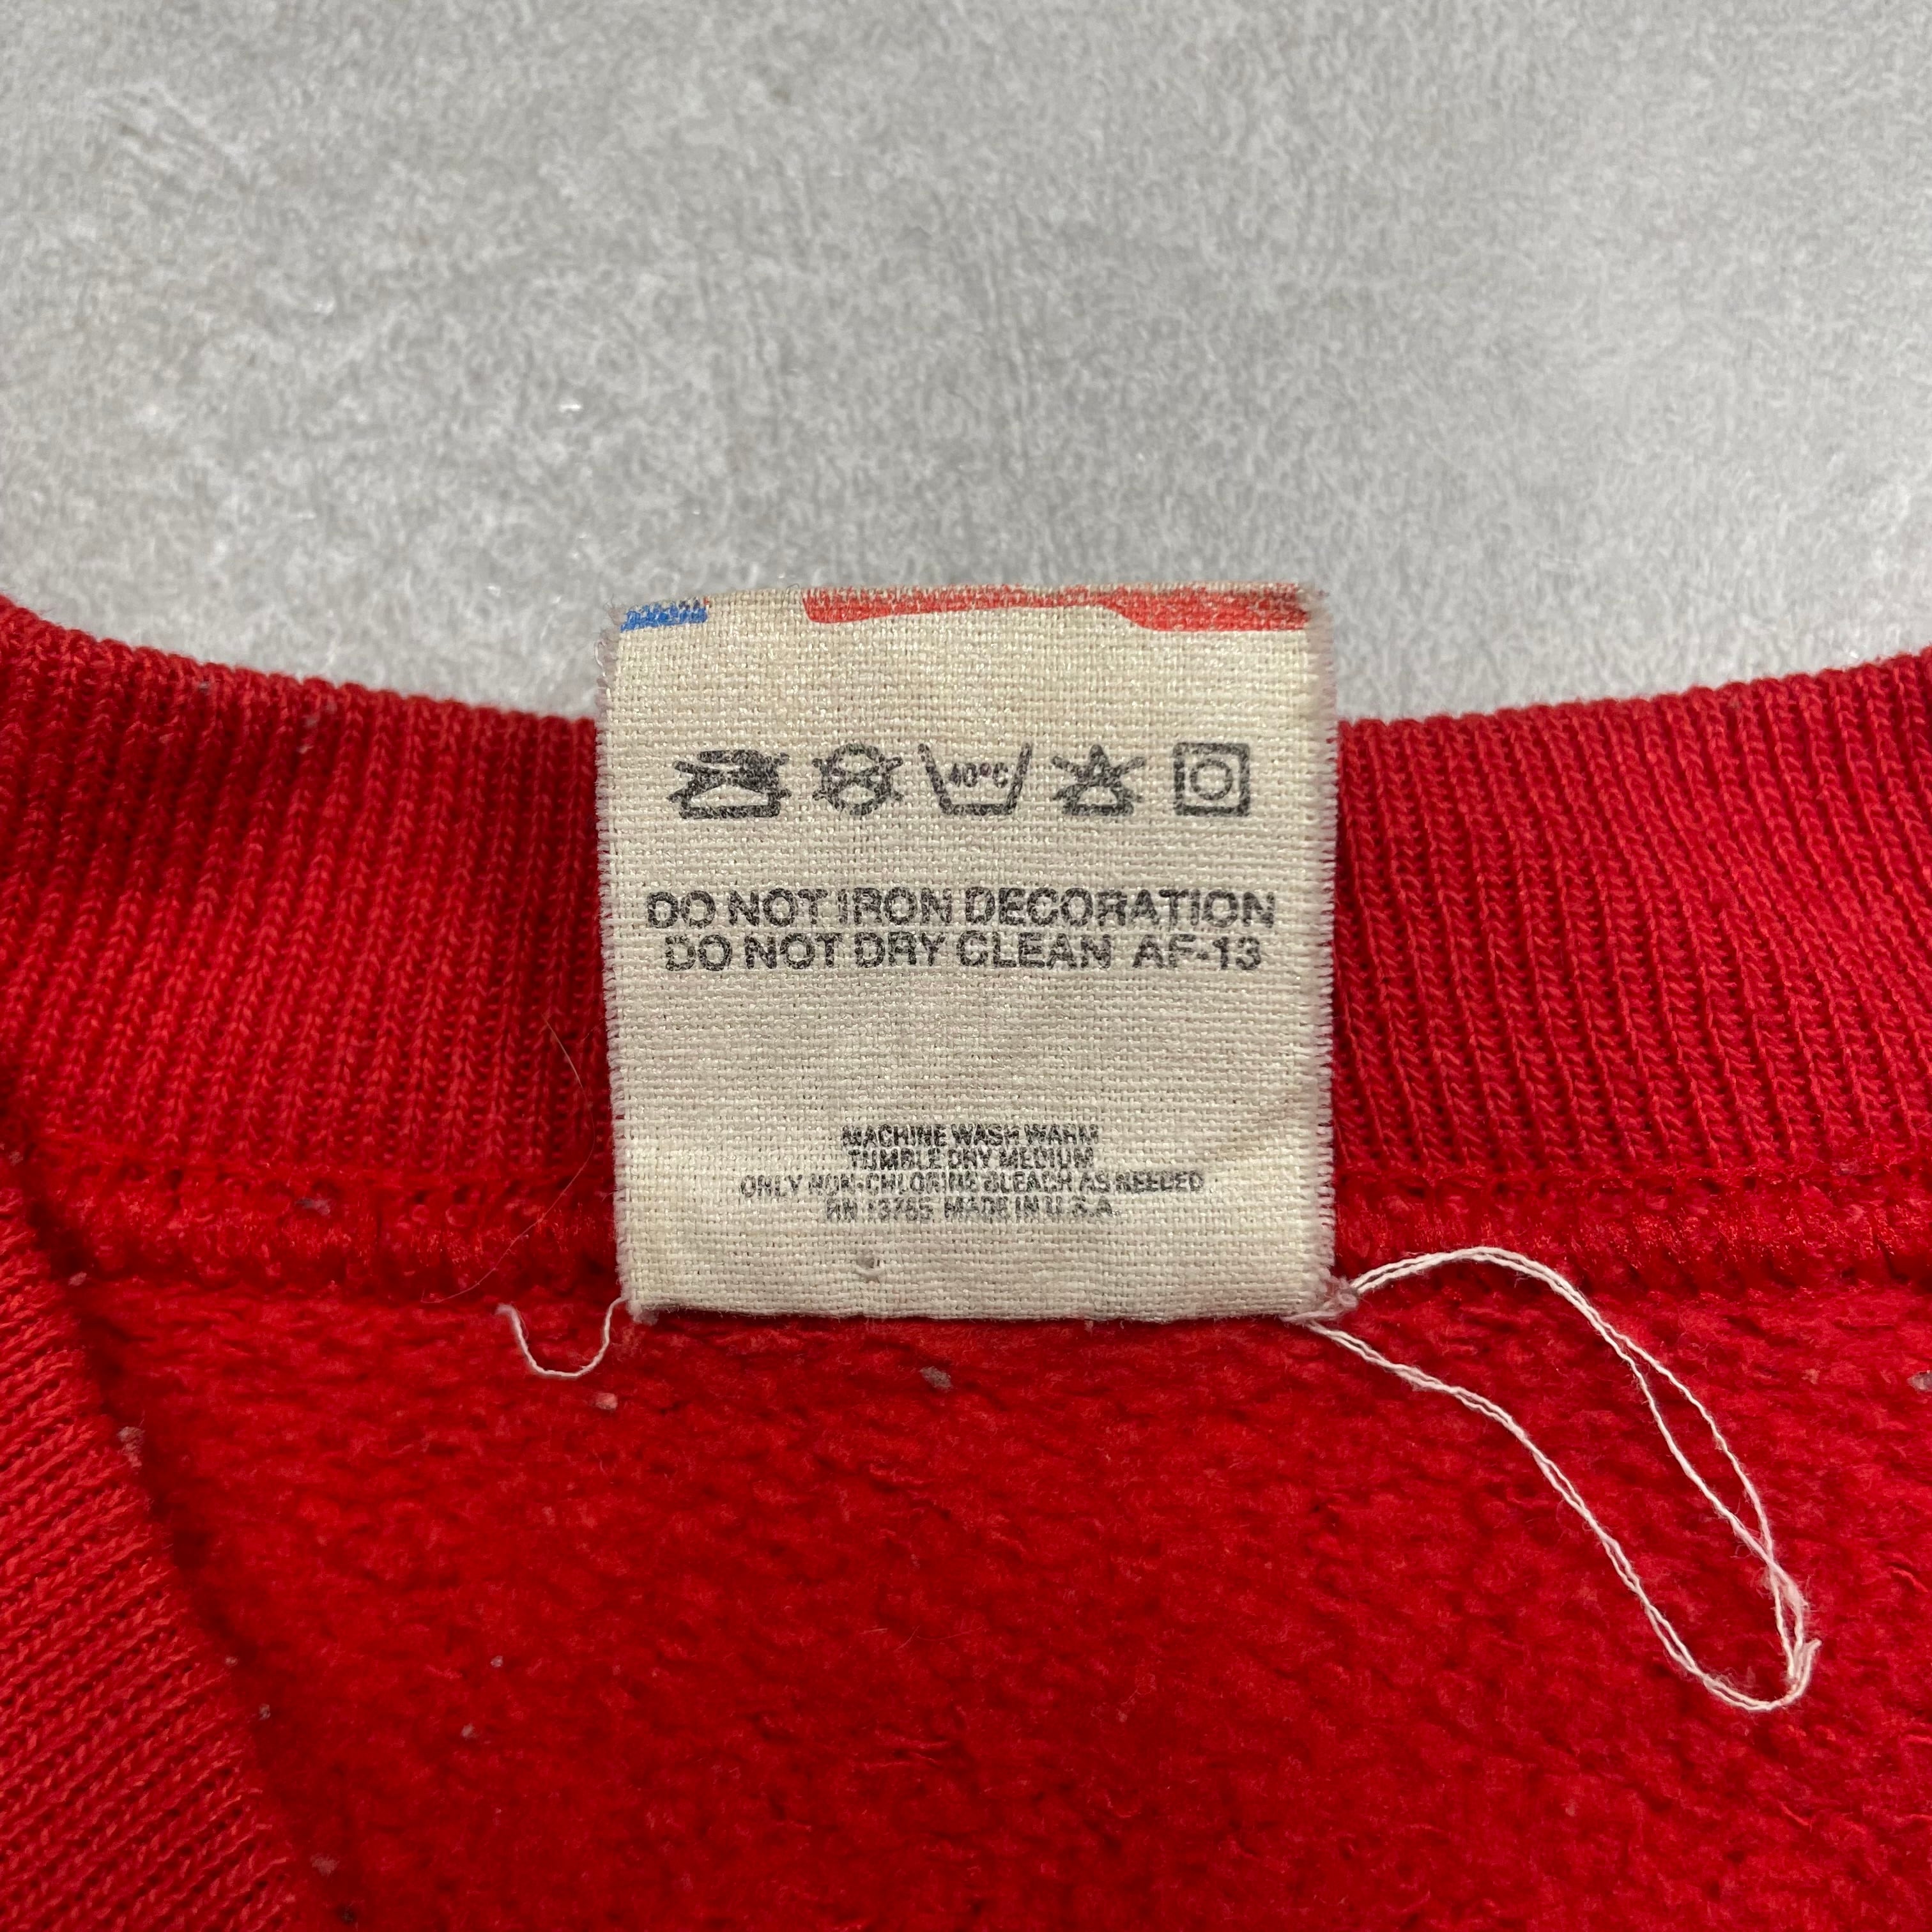 40°C
DO NOT IRON DECORATION
DO NOT DRY CLEAN AF-13
MACHINE WASH WARM
TUMBLE DRY MEDIUM
ONLY NON-CHLORINE BLEACH AS NEEDED
RN 13765 MADE IN U.S.A.